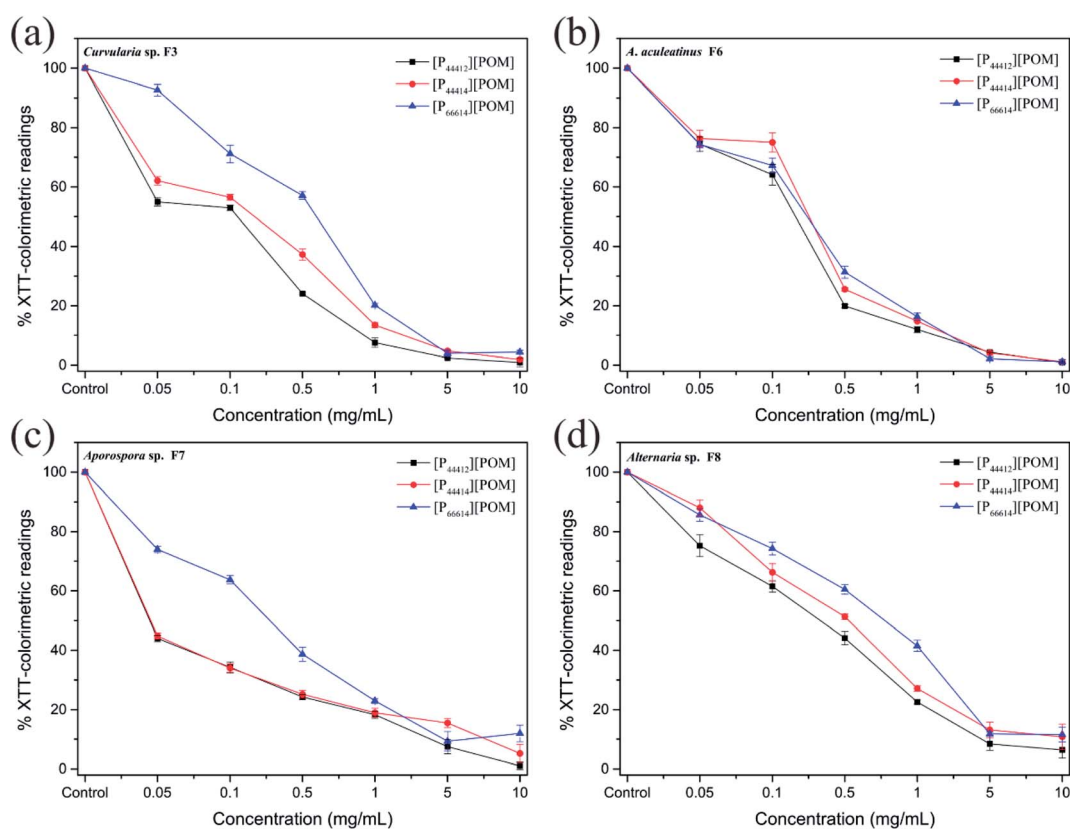 (a)
Curvularia sp. F3
[P44412][POM]
[P44414][POM]
[P66614][POM]
% XTT-colorimetric readings
100
80
60
40
20
0
Control 0.05 0.1 0.5 1 5 10
Concentration (mg/mL)
(b)
A. aculeatinus F6
[P44412][POM]
[P44414][POM]
[P66614][POM]
% XTT-colorimetric readings
100
80
60
40
20
0
Control 0.05 0.1 0.5 1 5 10
Concentration (mg/mL)
(c)
Aporospora sp. F7
[P44412][POM]
[P44414][POM]
[P66614][POM]
% XTT-colorimetric readings
100
80
60
40
20
0
Control 0.05 0.1 0.5 1 5 10
Concentration (mg/mL)
(d)
Alternaria sp. F8
[P44412][POM]
[P44414][POM]
[P66614][POM]
% XTT-colorimetric readings
100
80
60
40
20
0
Control 0.05 0.1 0.5 1 5 10
Concentration (mg/mL)